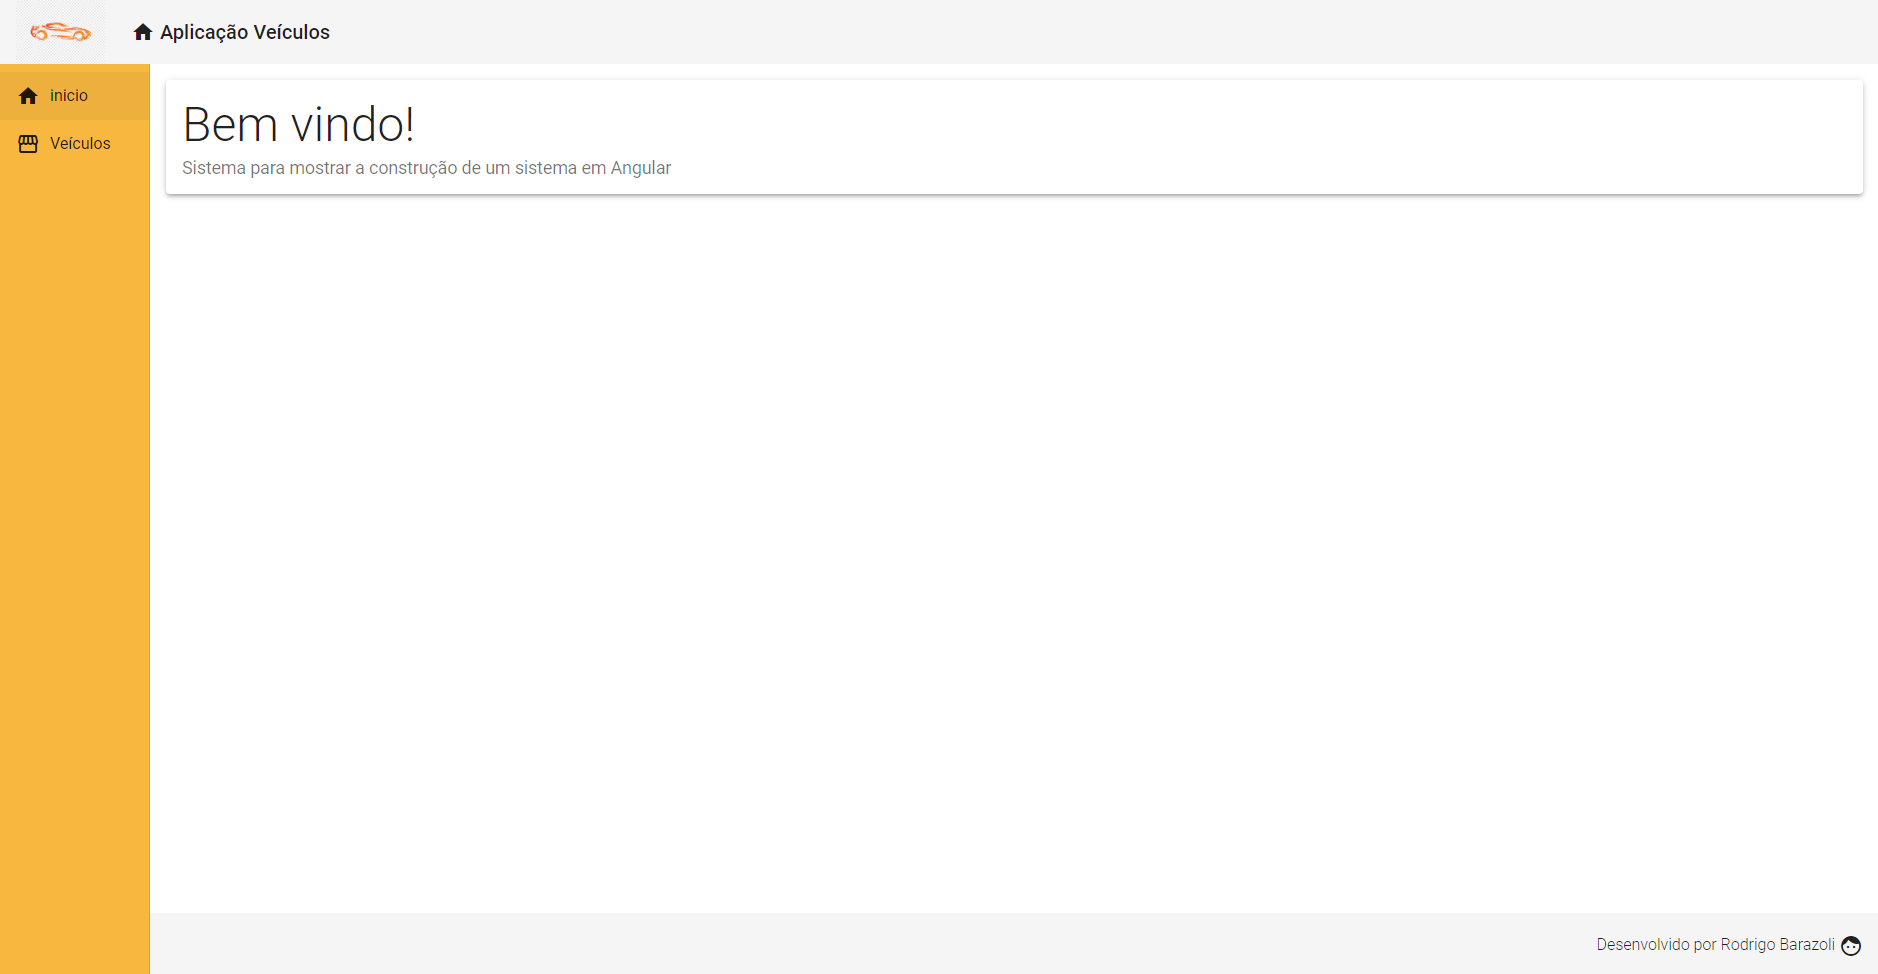 Aplicação Veículos
inicio
Veículos
Bem vindo!
Sistema para mostrar a construção de um sistema em Angular
Desenvolvido por Rodrigo Barazoli